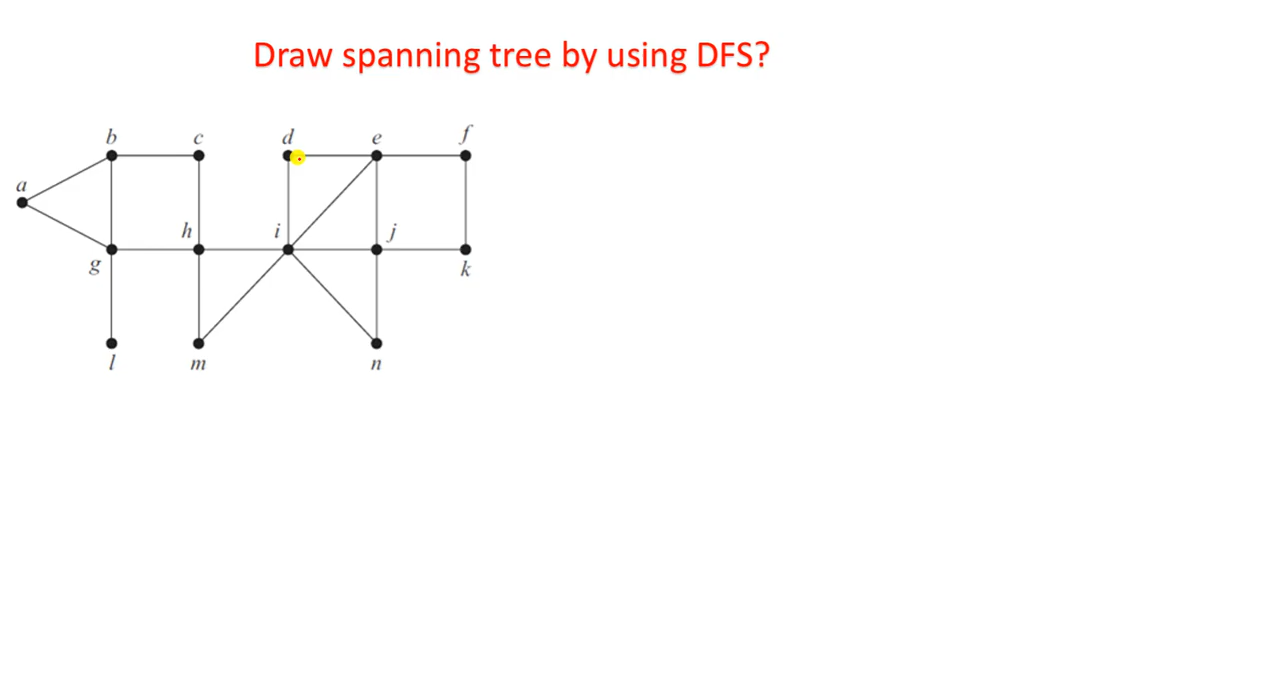 Draw spanning tree by using DFS?
b c d e f
a
h i j
g k
l m n